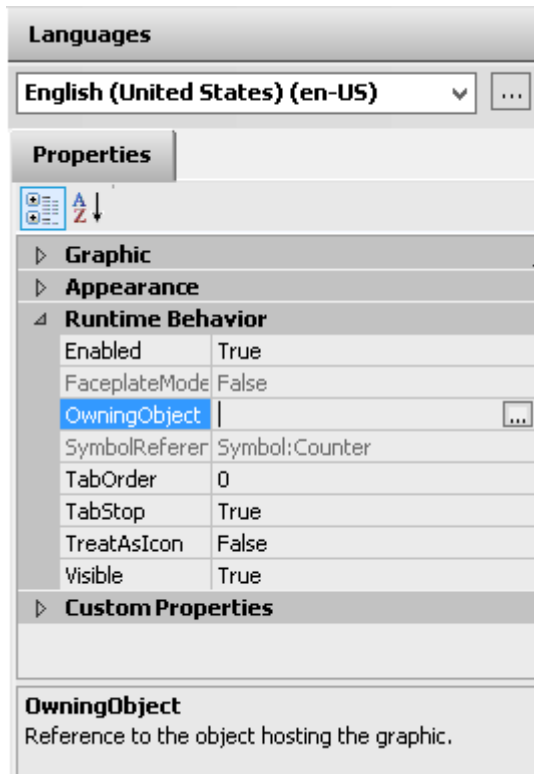 Languages
English (United States) (en-US)
...
Properties
A
Z
Graphic
Appearance
Runtime Behavior
Enabled True
FaceplateMode False
OwningObject ...
SymbolReferen Symbol:Counter
TabOrder 0
TabStop True
TreatAsIcon False
Visible True
Custom Properties
OwningObject
Reference to the object hosting the graphic.